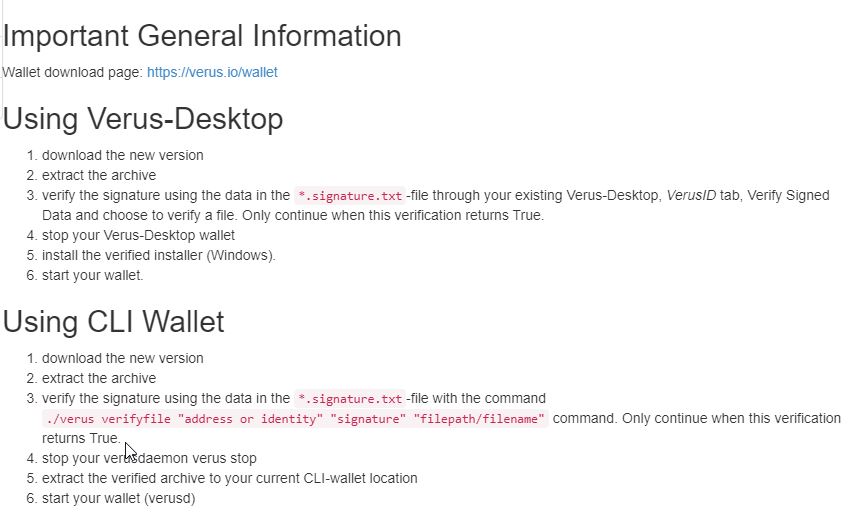 Important General Information
Wallet download page: https://verus.io/wallet
Using Verus-Desktop
1. download the new version
2. extract the archive
3. verify the signature using the data in the *.signature.txt -file through your existing Verus-Desktop, VerusID tab, Verify Signed
Data and choose to verify a file. Only continue when this verification returns True.
4. stop your Verus-Desktop wallet
5. install the verified installer (Windows).
6. start your wallet.
Using CLI Wallet
1. download the new version
2. extract the archive
3. verify the signature using the data in the *.signature.txt -file with the command
./verus verifyfile "address or identity" "signature" "filepath/filename" command. Only continue when this verification
returns True.
4. stop your verusdaemon verus stop
5. extract the verified archive to your current CLI-wallet location
6. start your wallet (verusd)